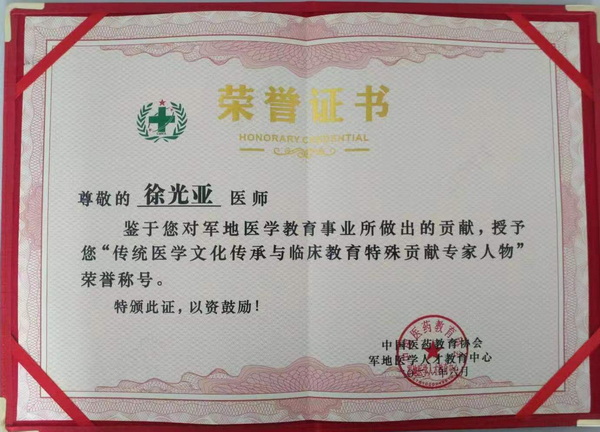 荣誉证书
HONORARY CREDENTIAL
尊敬的 徐光亚 医师
鉴于您对军地医学教育事业所做出的贡献，授予
您“传统医学文化传承与临床教育特殊贡献专家人物”
荣誉称号。
特颁此证，以资鼓励！
中国医药教育协会
军地医学人才教育中心
年六月